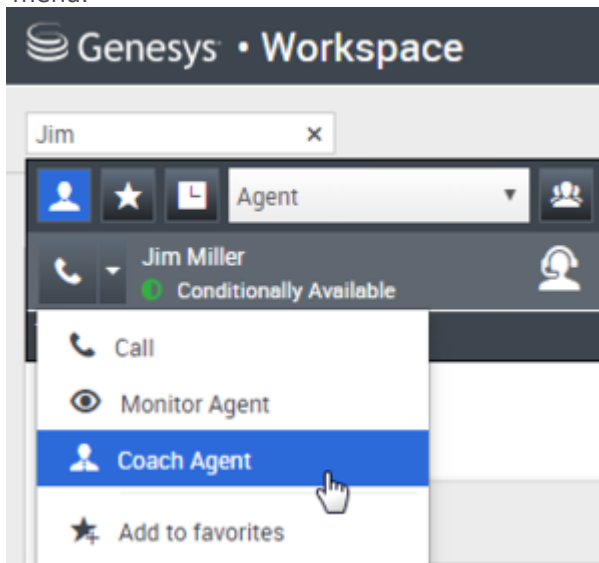 menu.
Genesys • Workspace
Jim
Agent
Jim Miller
Conditionally Available
Call
Monitor Agent
Coach Agent
Add to favorites